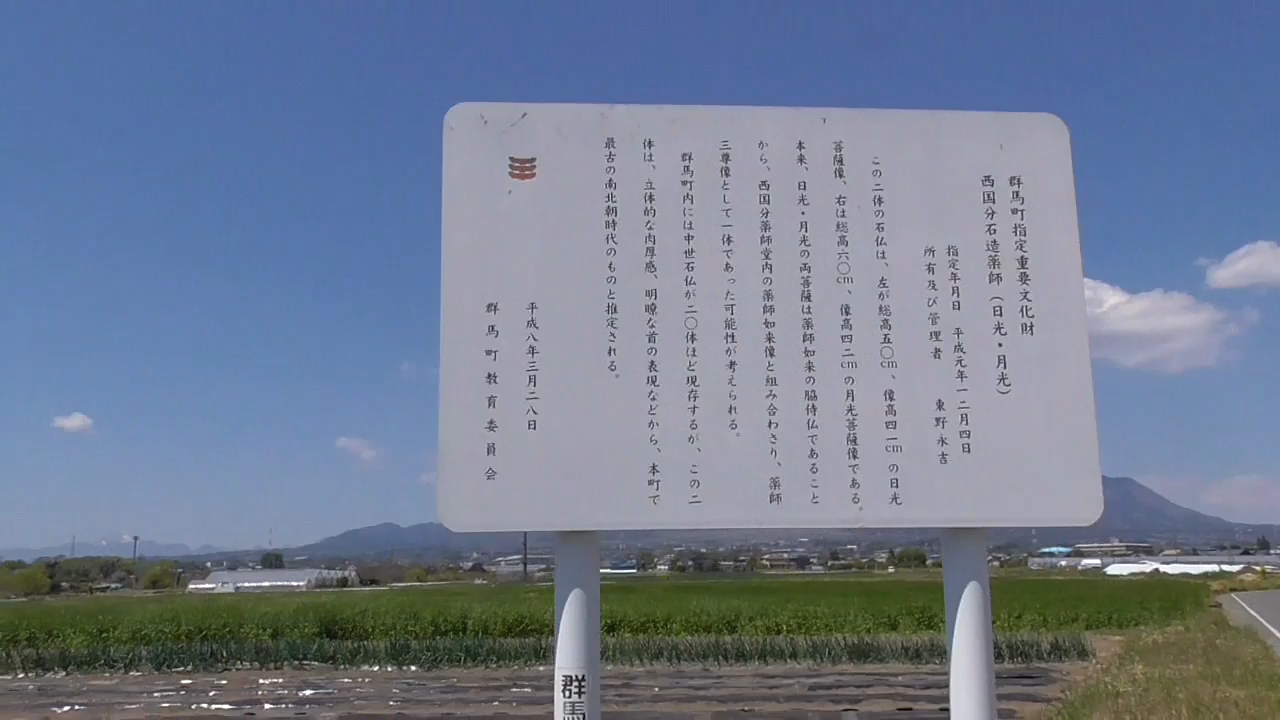 群馬町指定重要文化財
西国分石造薬師（日光・月光）
指定年月日　平成元年一二月四日
所有及び管理者　東野永吉
この二体の石仏は、左が総高五〇cm、像高四一cmの日光
菩薩像、右は総高六〇cm、像高四二cmの月光菩薩像である。
本来、日光・月光の両菩薩は薬師如来の脇侍仏であること
から、西国分薬師堂内の薬師如来像と組み合わさり、薬師
三尊像として一体であった可能性が考えられる。
群馬町内には中世石仏が二〇体ほど現存するが、この二
体は、立体的な肉厚感、明瞭な首の表現などから、本町で
最古の南北朝時代のものと推定される。
平成八年三月二八日
群馬町教育委員会
群馬